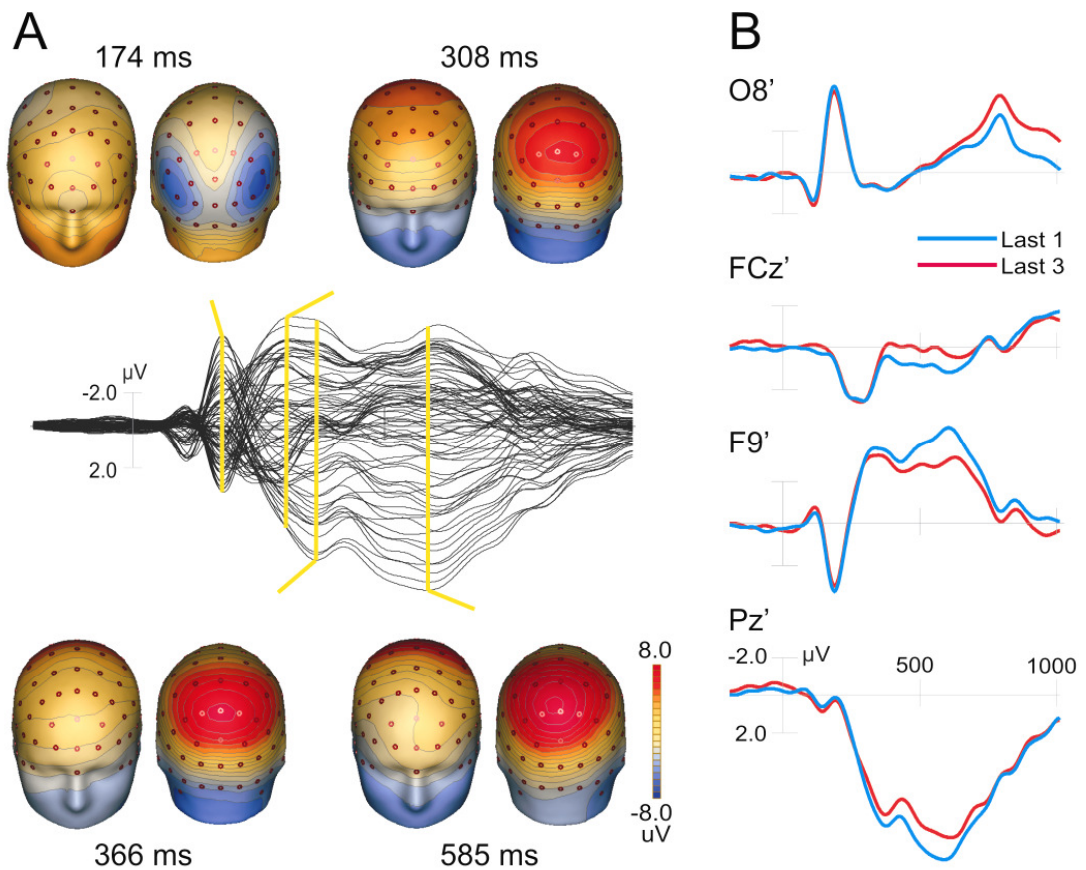 A
174 ms
308 ms
µV
-2.0
2.0
366 ms
585 ms
8.0
-8.0
uV
B
O8’
Last 1
Last 3
FCz’
F9’
Pz’
-2.0
µV
500
1000
2.0